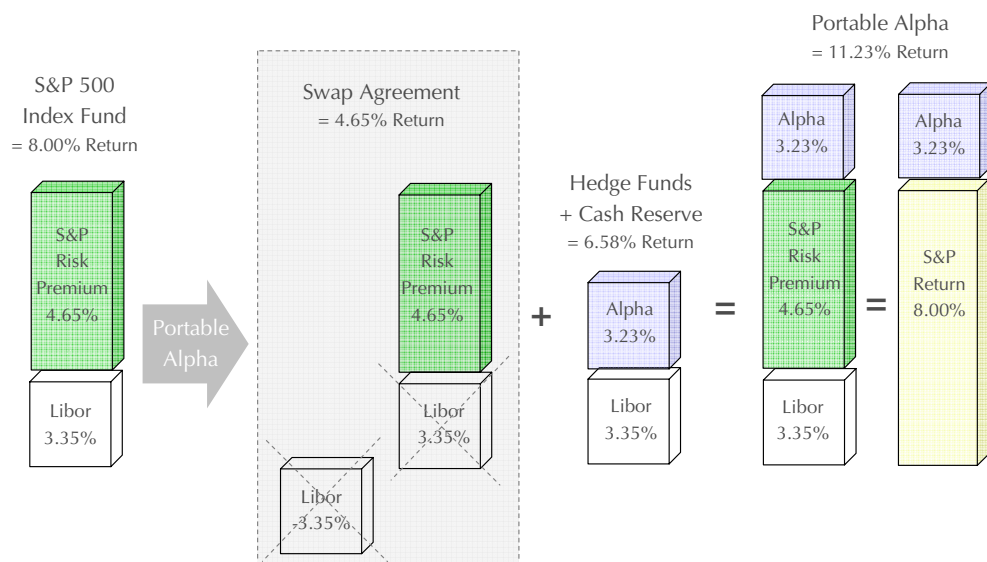 S&P 500
Index Fund
= 8.00% Return
S&P
Risk
Premium
4.65%
Libor
3.35%
Portable
Alpha
Swap Agreement
= 4.65% Return
S&P
Risk
Premium
4.65%
Libor
3.35%
Libor
-3.35%
+
Hedge Funds
+ Cash Reserve
= 6.58% Return
Alpha
3.23%
Libor
3.35%
=
Portable Alpha
= 11.23% Return
Alpha
3.23%
S&P
Risk
Premium
4.65%
Libor
3.35%
=
Alpha
3.23%
S&P
Return
8.00%